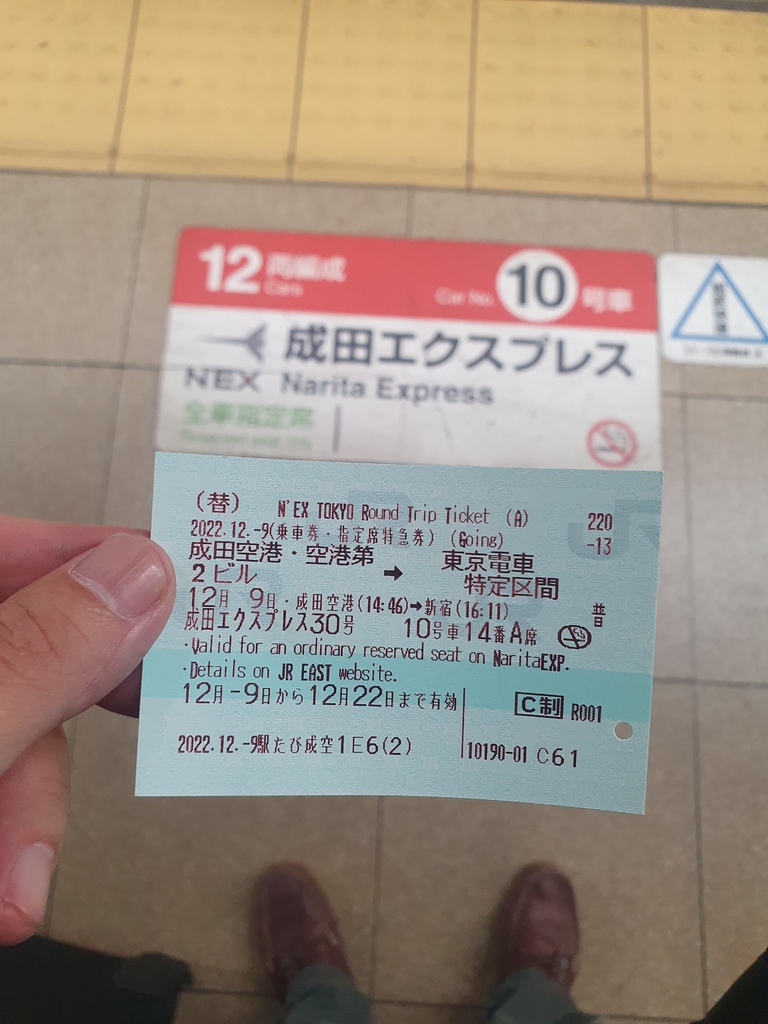 12 両編成 Cars
Car No. 10 号車
成田エクスプレス
N'EX Narita Express
全車指定席
(替) N'EX TOKYO Round Trip Ticket (A) 220
2022.12.-9(乗車券・指定席特急券) (Going) -13
成田空港・空港第2ビル ➡ 東京電車特定区間
12月 9日・成田空港(14:46)➡新宿(16:11) 普
成田エクスプレス30号 10号車14番A席
・Valid for an ordinary reserved seat on NaritaEXP.
・Details on JR EAST website.
12月-9日から12月22日まで有効 C制 R001
2022.12.-9駅たび成空1E6(2) 10190-01 C61